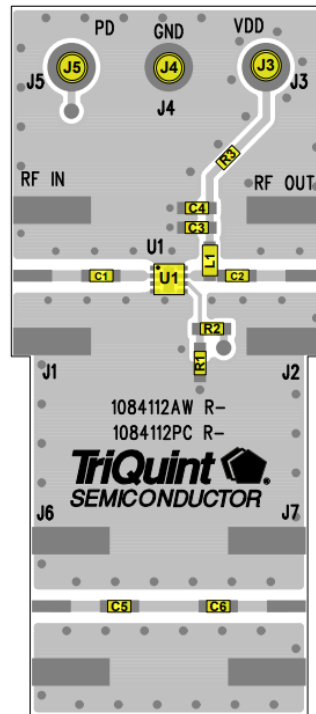 PD
GND
VDD
J5
J5
J4
J4
J3
J3
R3
RF IN
RF OUT
C4
C3
U1
L1
C1
U1
C2
R2
R1
J1
J2
1084112AW R-
1084112PC R-
TriQuint
SEMICONDUCTOR
J6
J7
C5
C6